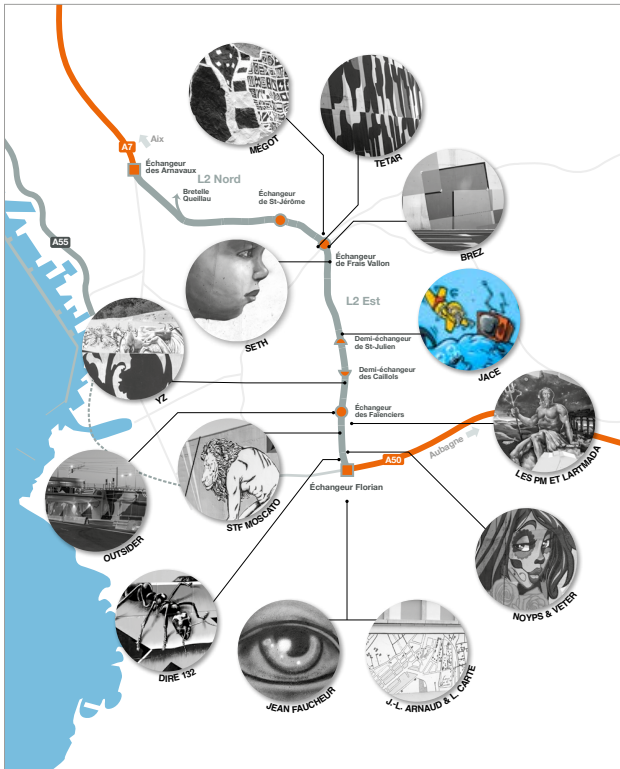 MÉGOT
TETAR
A7
Aix
Échangeur
des Arnavaux
L2 Nord
Bretelle
Queillau
Échangeur
de St-Jérôme
BREZ
A55
Échangeur
de Frais Vallon
SETH
L2 Est
JACE
Demi-échangeur
de St-Julien
YZ
Demi-échangeur
des Caillols
Échangeur
des Faïenciers
LES PM ET LARTMADA
Aubagne
A50
STF MOSCATO
Échangeur Florian
OUTSIDER
NOYPS & VETER
DIRE 132
JEAN FAUCHEUR
J.-L. ARNAUD & L. CARTE